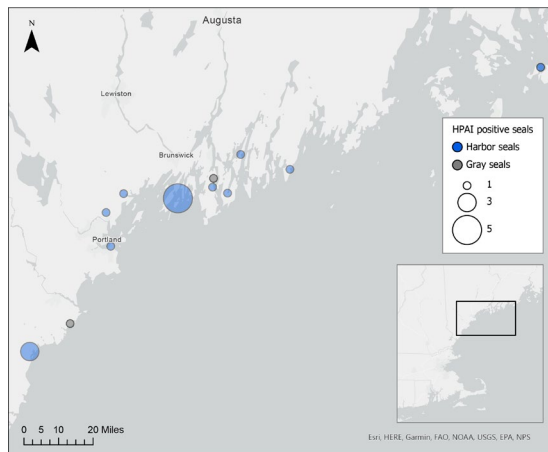 N
Augusta
Lewiston
Brunswick
Portland
HPAI positive seals
Harbor seals
Gray seals
1
3
5
0 5 10 20 Miles
Esri, HERE, Garmin, FAO, NOAA, USGS, EPA, NPS